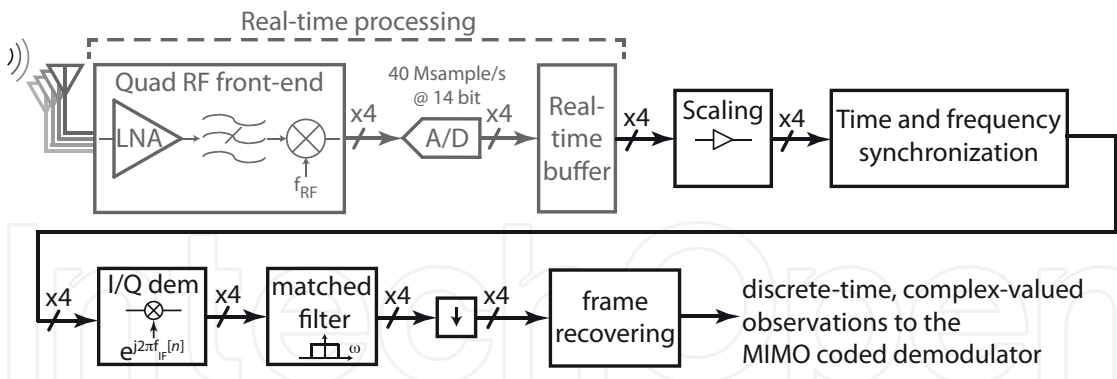 Real-time processing
Quad RF front-end
LNA
f_RF
x4
40 Msample/s
@ 14 bit
A/D
x4
Real-
time
buffer
x4
Scaling
x4
Time and frequency
synchronization
x4
I/Q dem
e^j2πf_IF[n]
x4
matched
filter
ω
x4
x4
frame
recovering
discrete-time, complex-valued
observations to the
MIMO coded demodulator
IntechOpen